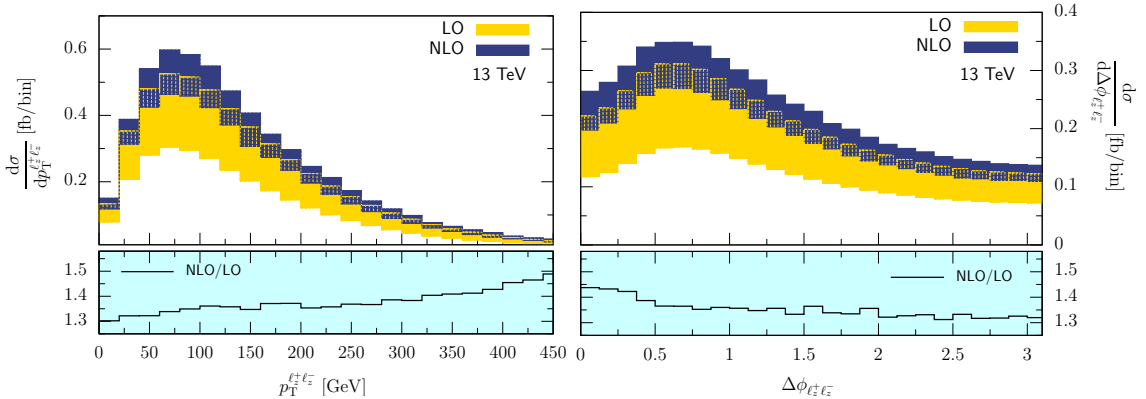 LO
NLO
13 TeV
dσ/dp_T^{ℓ_z^+ ℓ_z^-} [fb/bin]
0.6
0.4
0.2
NLO/LO
1.5
1.4
1.3
0 50 100 150 200 250 300 350 400 450
p_T^{ℓ_z^+ ℓ_z^-} [GeV]
LO
NLO
13 TeV
dσ/dΔϕ_{ℓ_z^+ ℓ_z^-} [fb/bin]
0.4
0.3
0.2
0.1
0
NLO/LO
1.5
1.4
1.3
0 0.5 1 1.5 2 2.5 3
Δϕ_{ℓ_z^+ ℓ_z^-}